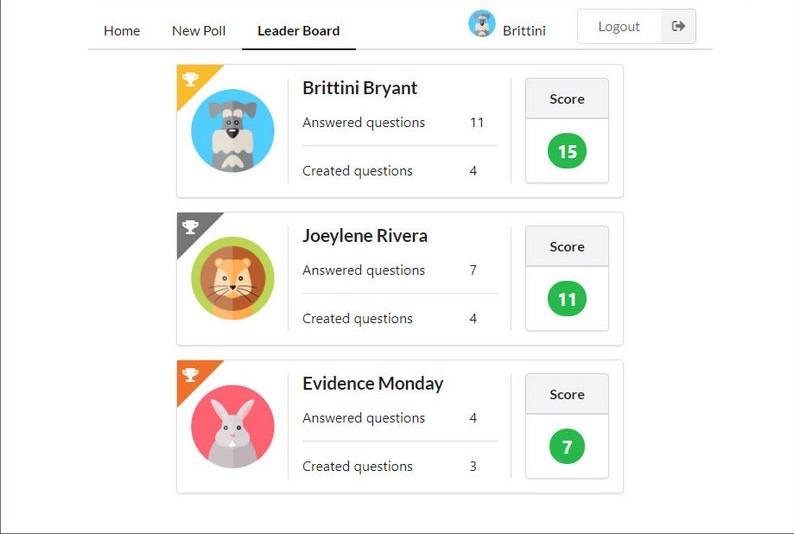 Home New Poll Leader Board Brittini Logout
Brittini Bryant
Answered questions 11
Created questions 4
Score
15
Joeylene Rivera
Answered questions 7
Created questions 4
Score
11
Evidence Monday
Answered questions 4
Created questions 3
Score
7